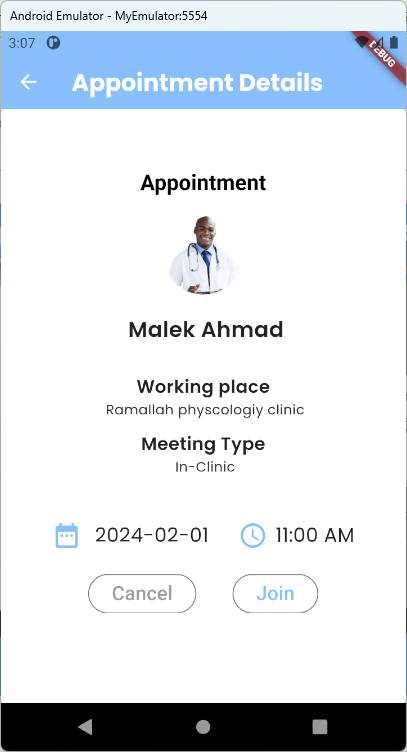 Android Emulator - MyEmulator:5554
3:07
DEBUG
Appointment Details
Appointment
Malek Ahmad
Working place
Ramallah physcologiy clinic
Meeting Type
In-Clinic
2024-02-01 11:00 AM
Cancel Join